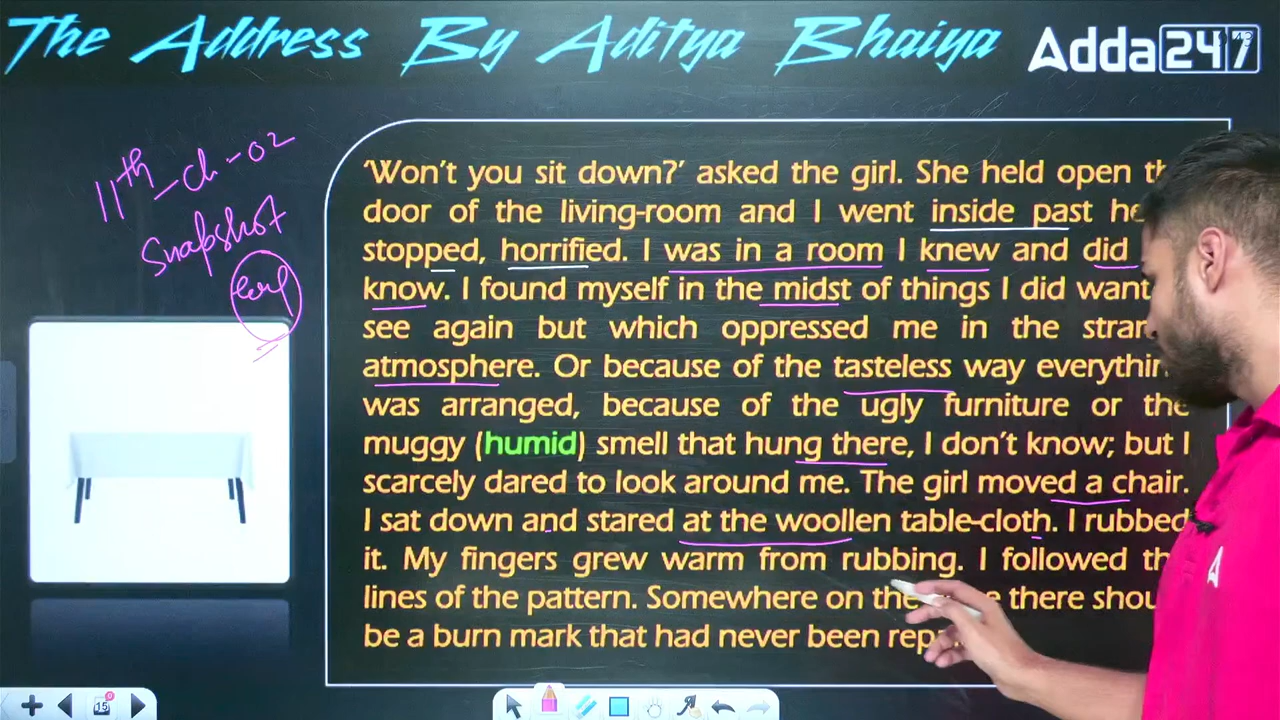 The Address By Aditya Bhaiya
Adda247
11th - ch - 02
Snapshot
'Won't you sit down?' asked the girl. She held open th
door of the living-room and I went inside past he
stopped, horrified. I was in a room I knew and did
know. I found myself in the midst of things I did want
see again but which oppressed me in the stran
atmosphere. Or because of the tasteless way everythin
was arranged, because of the ugly furniture or the
muggy (humid) smell that hung there, I don't know; but I
scarcely dared to look around me. The girl moved a chair.
I sat down and stared at the woollen table-cloth. I rubbed
it. My fingers grew warm from rubbing. I followed th
lines of the pattern. Somewhere on the there shou
be a burn mark that had never been rep
15